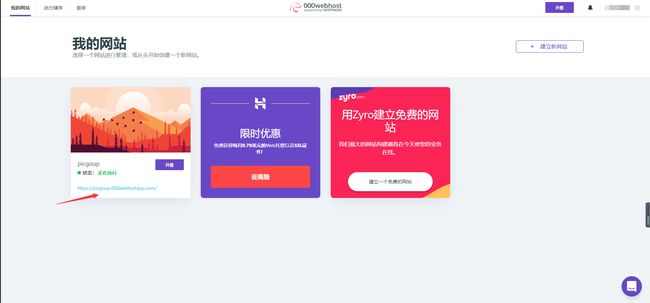 我的网站
动力储存
咨询
000webhost
powered by HOSTINGER
升级
我的网站
选择一个网站进行管理，或从头开始创建一个新网站。
+ 建立新网站
picgoup
升级
状态：正在运行
https://picgoup.000webhostapp.com/
限时优惠
免费获得每月0.79美元的Web托管以及SSL证
书！
去高级
zyro.com
用Zyro建立免费的网
站
我们强大的网站构建器将在今天使您的业务
在线。
建立一个免费的网站